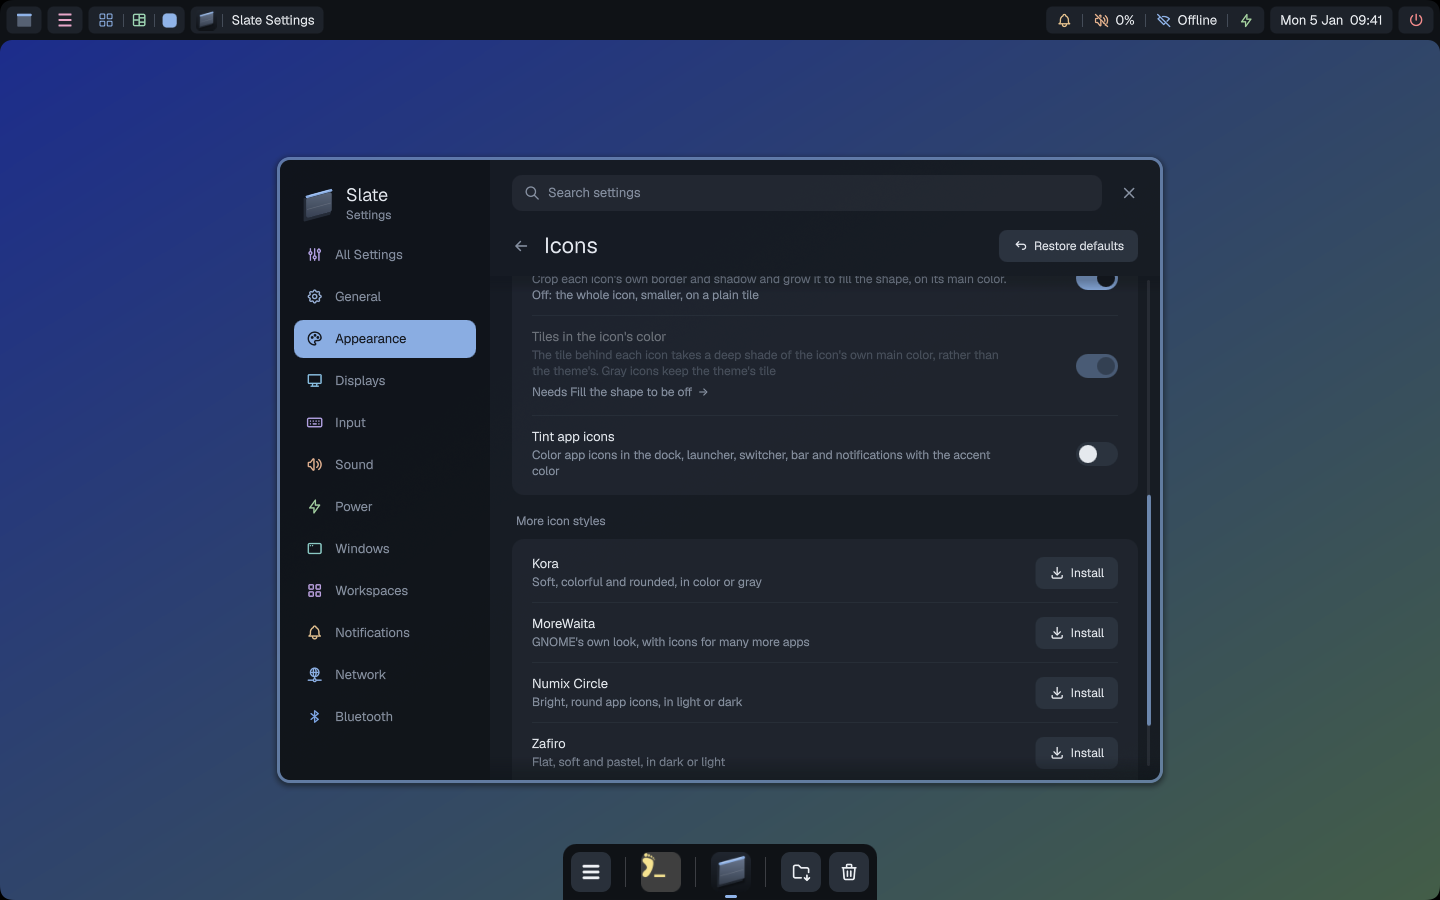 Slate Settings
0%
Offline
Mon 5 Jan 09:41
Slate
Settings
Search settings
Icons
Restore defaults
All Settings
General
Appearance
Displays
Input
Sound
Power
Windows
Workspaces
Notifications
Network
Bluetooth
Crop each icon's own border and shadow and grow it to fill the shape, on its main color.
Off: the whole icon, smaller, on a plain tile
Tiles in the icon's color
The tile behind each icon takes a deep shade of the icon's own main color, rather than
the theme's. Gray icons keep the theme's tile
Needs Fill the shape to be off
Tint app icons
Color app icons in the dock, launcher, switcher, bar and notifications with the accent
color
More icon styles
Kora
Soft, colorful and rounded, in color or gray
Install
MoreWaita
GNOME's own look, with icons for many more apps
Install
Numix Circle
Bright, round app icons, in light or dark
Install
Zafiro
Flat, soft and pastel, in dark or light
Install